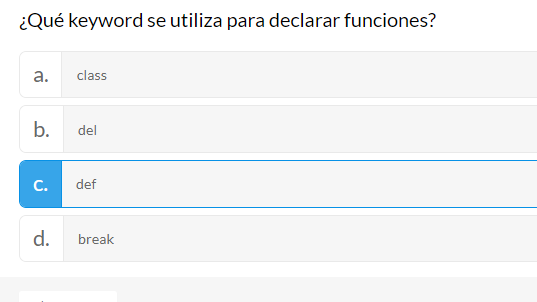 ¿Qué keyword se utiliza para declarar funciones?
a. class
b. del
c. def
d. break